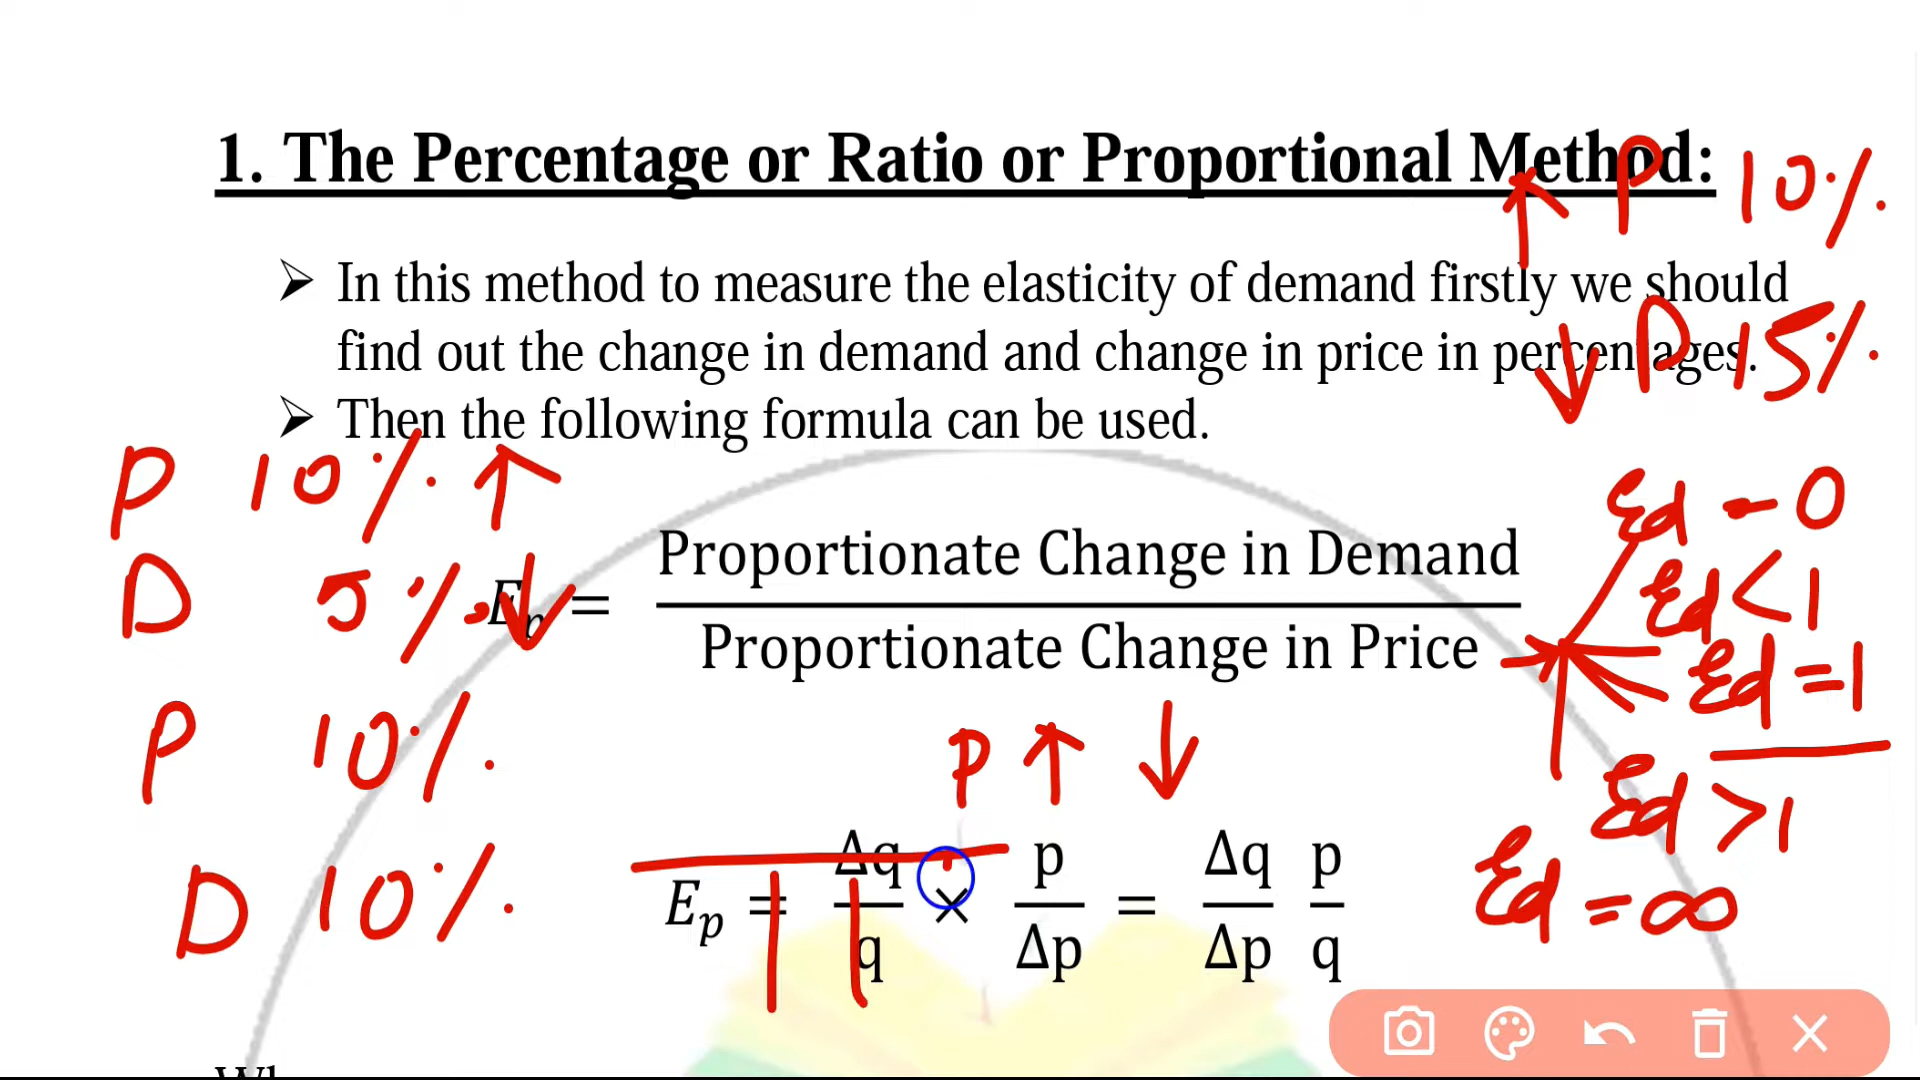 1. The Percentage or Ratio or Proportional Method:
↑ P 10%
➢ In this method to measure the elasticity of demand firstly we should
find out the change in demand and change in price in percentages.
↓ D 15%
➢ Then the following formula can be used.
P 10% ↑
D 5% ↓
E_p = Proportionate Change in Demand
Proportionate Change in Price
Ed - 0
Ed < 1
Ed = 1
Ed > 1
Ed = ∞
P 10%
D 10%
P ↑ ↓
E_p = Δq/q × p/Δp = Δq/Δp p/q